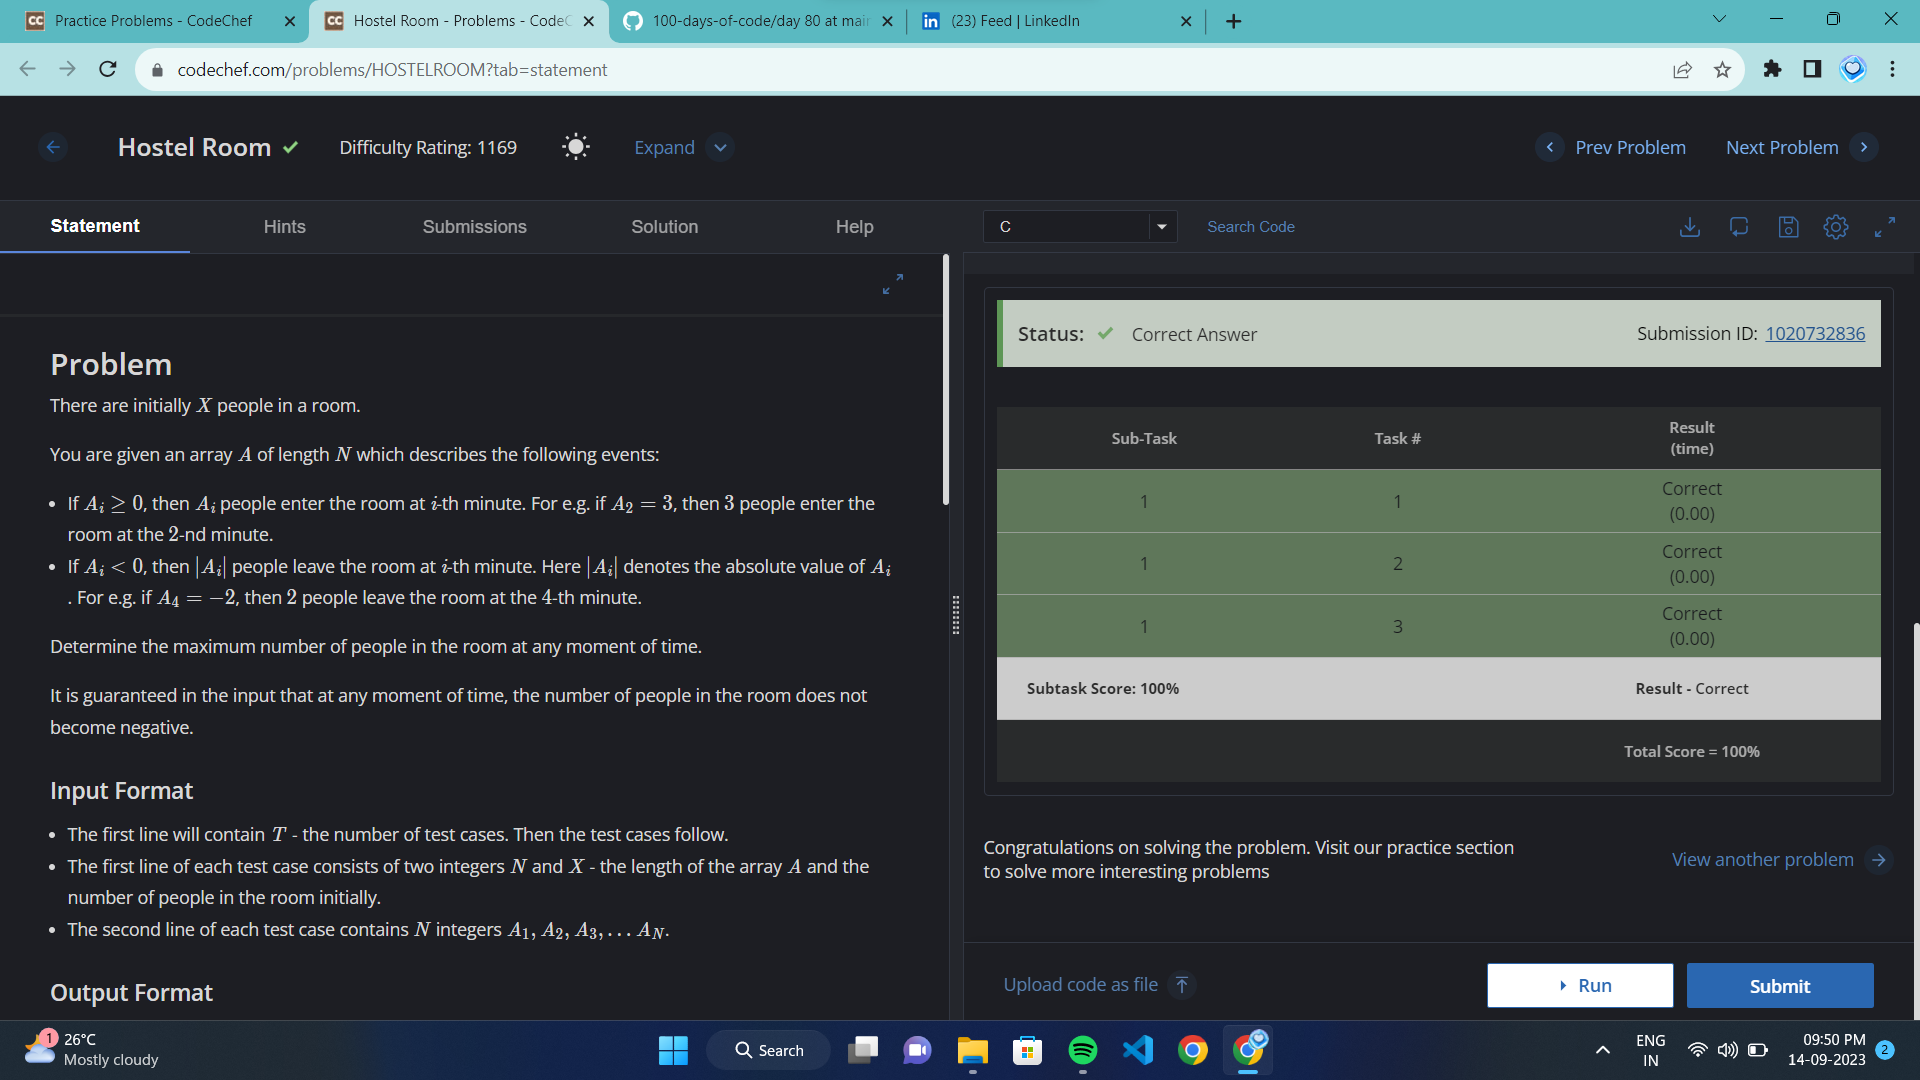 Practice Problems - CodeChef
Hostel Room - Problems - CodeC
100-days-of-code/day 80 at main
(23) Feed | LinkedIn
codechef.com/problems/HOSTELROOM?tab=statement
Hostel Room
Difficulty Rating: 1169
Expand
Prev Problem
Next Problem
Statement
Hints
Submissions
Solution
Help
C
Search Code
Problem
There are initially X people in a room.
You are given an array A of length N which describes the following events:
• If Aᵢ ≥ 0, then Aᵢ people enter the room at i-th minute. For e.g. if A₂ = 3, then 3 people enter the
room at the 2-nd minute.
• If Aᵢ < 0, then |Aᵢ| people leave the room at i-th minute. Here |Aᵢ| denotes the absolute value of Aᵢ
. For e.g. if A₄ = −2, then 2 people leave the room at the 4-th minute.
Determine the maximum number of people in the room at any moment of time.
It is guaranteed in the input that at any moment of time, the number of people in the room does not
become negative.
Input Format
• The first line will contain T - the number of test cases. Then the test cases follow.
• The first line of each test case consists of two integers N and X - the length of the array A and the
number of people in the room initially.
• The second line of each test case contains N integers A₁, A₂, A₃, . . . A_N.
Output Format
Status: Correct Answer
Submission ID: 1020732836
Sub-Task Task # Result
(time)
1 1 Correct
(0.00)
1 2 Correct
(0.00)
1 3 Correct
(0.00)
Subtask Score: 100% Result - Correct
Total Score = 100%
Congratulations on solving the problem. Visit our practice section
to solve more interesting problems
View another problem
Upload code as file
Run
Submit
1
26°C
Mostly cloudy
Search
ENG
IN
09:50 PM
14-09-2023
2